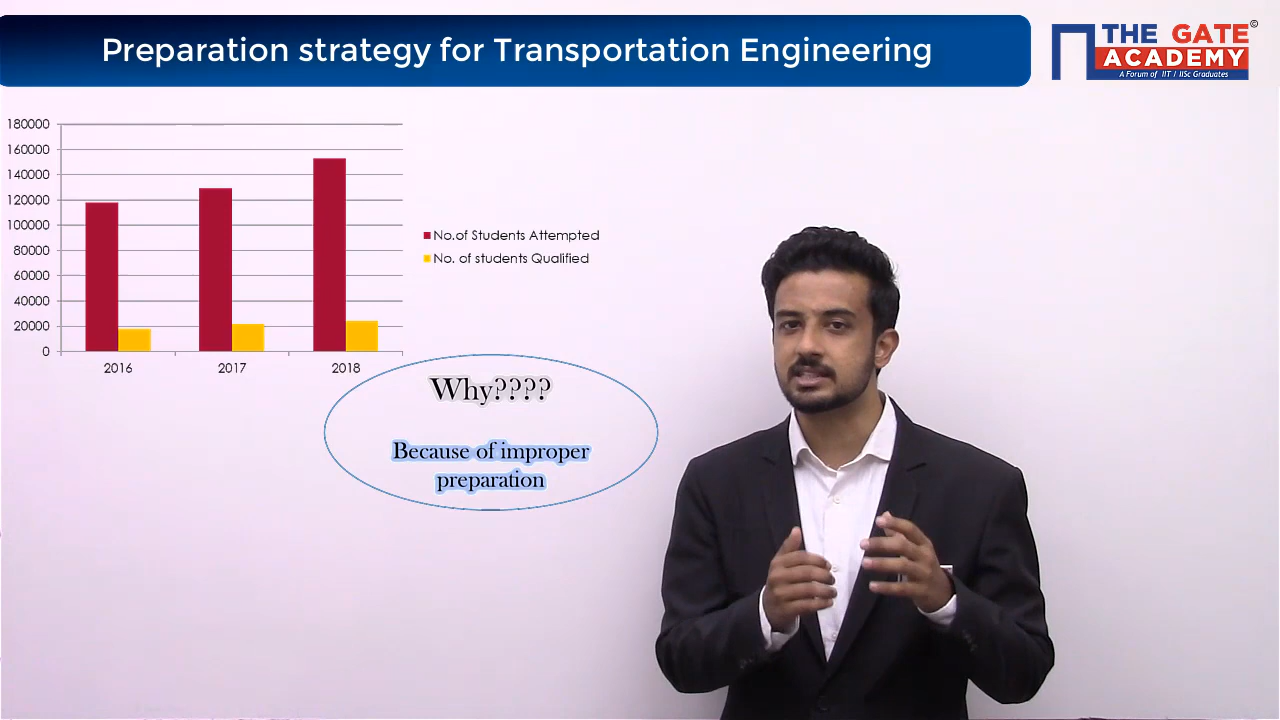 Preparation strategy for Transportation Engineering
THE GATE
©
ACADEMY
A Forum of IIT / IISc Graduates
180000
160000
140000
120000
100000
80000
60000
40000
20000
0
2016 2017 2018
No.of Students Attempted
No. of students Qualified
Why????
Because of improper
preparation